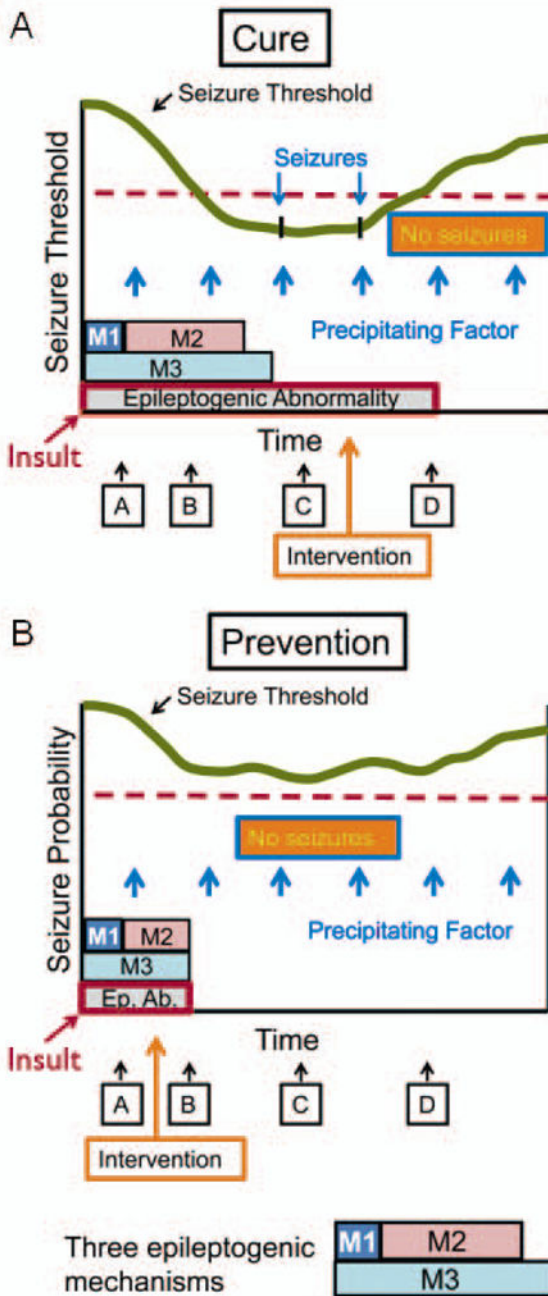 A
Cure
Seizure Threshold
Seizure Threshold
Seizures
No seizures
Precipitating Factor
M1 M2
M3
Epileptogenic Abnormality
Insult
Time
A B C D
Intervention
B
Prevention
Seizure Threshold
Seizure Probability
No seizures
Precipitating Factor
M1 M2
M3
Ep. Ab.
Insult
Time
A B C D
Intervention
Three epileptogenic
mechanisms
M1 M2
M3